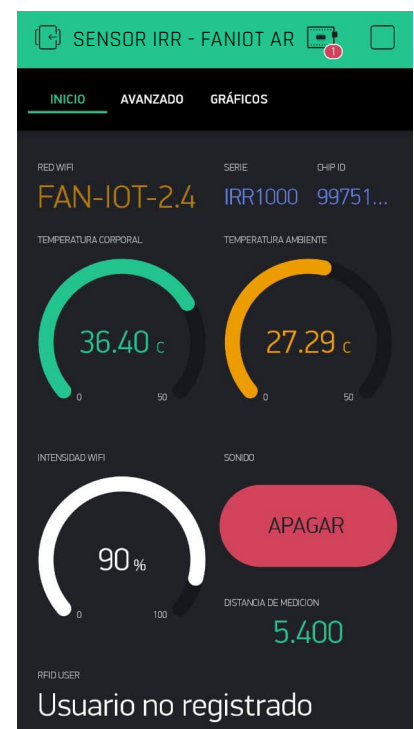 SENSOR IRR - FANIOT AR
1
INICIO AVANZADO GRÁFICOS
RED WIFI SERIE CHIP ID
FAN-IOT-2.4 IRR1000 99751...
TEMPERATURA CORPORAL TEMPERATURA AMBIENTE
36.40 C 27.29 C
0 50 0 50
INTENSIDAD WIFI SONIDO
APAGAR
90 %
DISTANCIA DE MEDICION
0 100
5.400
RFID USER
Usuario no registrado